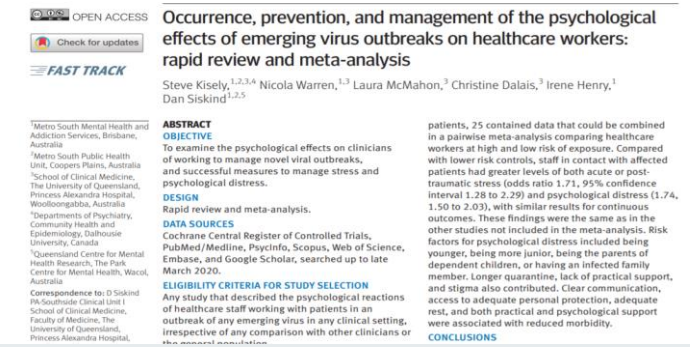 OPEN ACCESS
Check for updates
FAST TRACK
Occurrence, prevention, and management of the psychological
effects of emerging virus outbreaks on healthcare workers:
rapid review and meta-analysis
Steve Kisely,1,2,3,4 Nicola Warren,1,3 Laura McMahon,3 Christine Dalais,3 Irene Henry,1
Dan Siskind1,2,5
1Metro South Mental Health and
Addiction Services, Brisbane,
Australia
2Metro South Public Health
Unit, Coopers Plains, Australia
3School of Clinical Medicine,
The University of Queensland,
Princess Alexandra Hospital,
Woolloongabba, Australia
4Departments of Psychiatry,
Community Health and
Epidemiology, Dalhousie
University, Canada
5Queensland Centre for Mental
Health Research, The Park
Centre for Mental Health, Wacol,
Australia
Correspondence to: D Siskind
PA-Southside Clinical Unit I
School of Clinical Medicine,
Faculty of Medicine, The
University of Queensland,
Princess Alexandra Hospital,
ABSTRACT
OBJECTIVE
To examine the psychological effects on clinicians
of working to manage novel viral outbreaks,
and successful measures to manage stress and
psychological distress.
DESIGN
Rapid review and meta-analysis.
DATA SOURCES
Cochrane Central Register of Controlled Trials,
PubMed/Medline, PsycInfo, Scopus, Web of Science,
Embase, and Google Scholar, searched up to late
March 2020.
ELIGIBILITY CRITERIA FOR STUDY SELECTION
Any study that described the psychological reactions
of healthcare staff working with patients in an
outbreak of any emerging virus in any clinical setting,
irrespective of any comparison with other clinicians or
the general population.
patients, 25 contained data that could be combined
in a pairwise meta-analysis comparing healthcare
workers at high and low risk of exposure. Compared
with lower risk controls, staff in contact with affected
patients had greater levels of both acute or post-
traumatic stress (odds ratio 1.71, 95% confidence
interval 1.28 to 2.29) and psychological distress (1.74,
1.50 to 2.03), with similar results for continuous
outcomes. These findings were the same as in the
other studies not included in the meta-analysis. Risk
factors for psychological distress included being
younger, being more junior, being the parents of
dependent children, or having an infected family
member. Longer quarantine, lack of practical support,
and stigma also contributed. Clear communication,
access to adequate personal protection, adequate
rest, and both practical and psychological support
were associated with reduced morbidity.
CONCLUSIONS